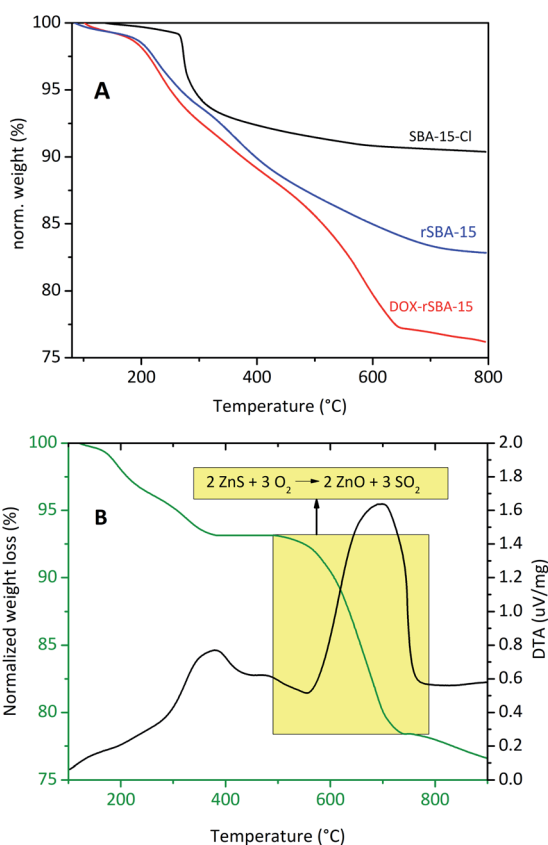 100
95
90
85
80
75
norm. weight (%)
A
SBA-15-Cl
rSBA-15
DOX-rSBA-15
200
400
600
800
Temperature (°C)
100
95
90
85
80
75
Normalized weight loss (%)
B
2 ZnS + 3 O₂ → 2 ZnO + 3 SO₂
2.0
1.8
1.6
1.4
1.2
1.0
0.8
0.6
0.4
0.2
0.0
DTA (uV/mg)
200
400
600
800
Temperature (°C)